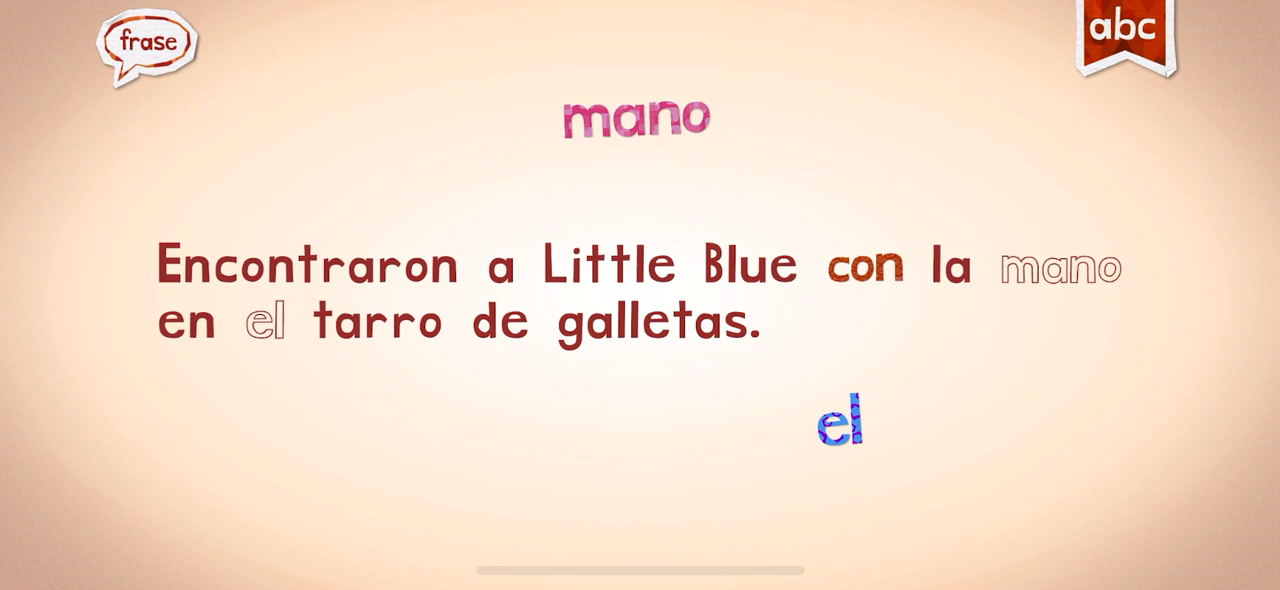 frase
abc
mano
Encontraron a Little Blue con la mano
en el tarro de galletas.
el